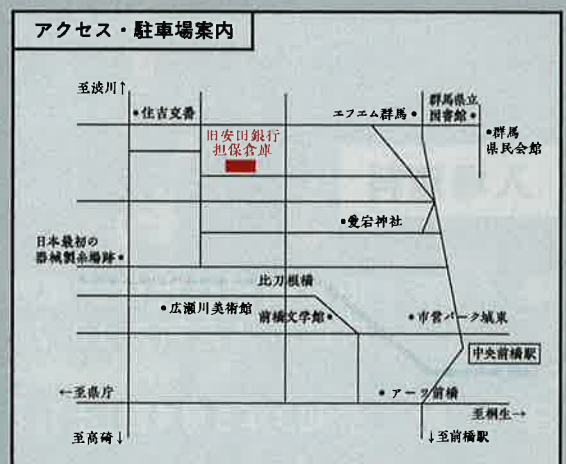 アクセス・駐車場案内
至渋川↑
・住吉交番
エフエム群馬・
群馬県立
図書館・
・群馬
県民会館
旧安田銀行
担保倉庫
・愛宕神社
日本最初の
器械製糸場跡・
比刀根橋
・広瀬川美術館
前橋文学館・
・市営パーク城東
中央前橋駅
←至県庁
・アーツ前橋
至桐生→
至高崎↓
↓至前橋駅